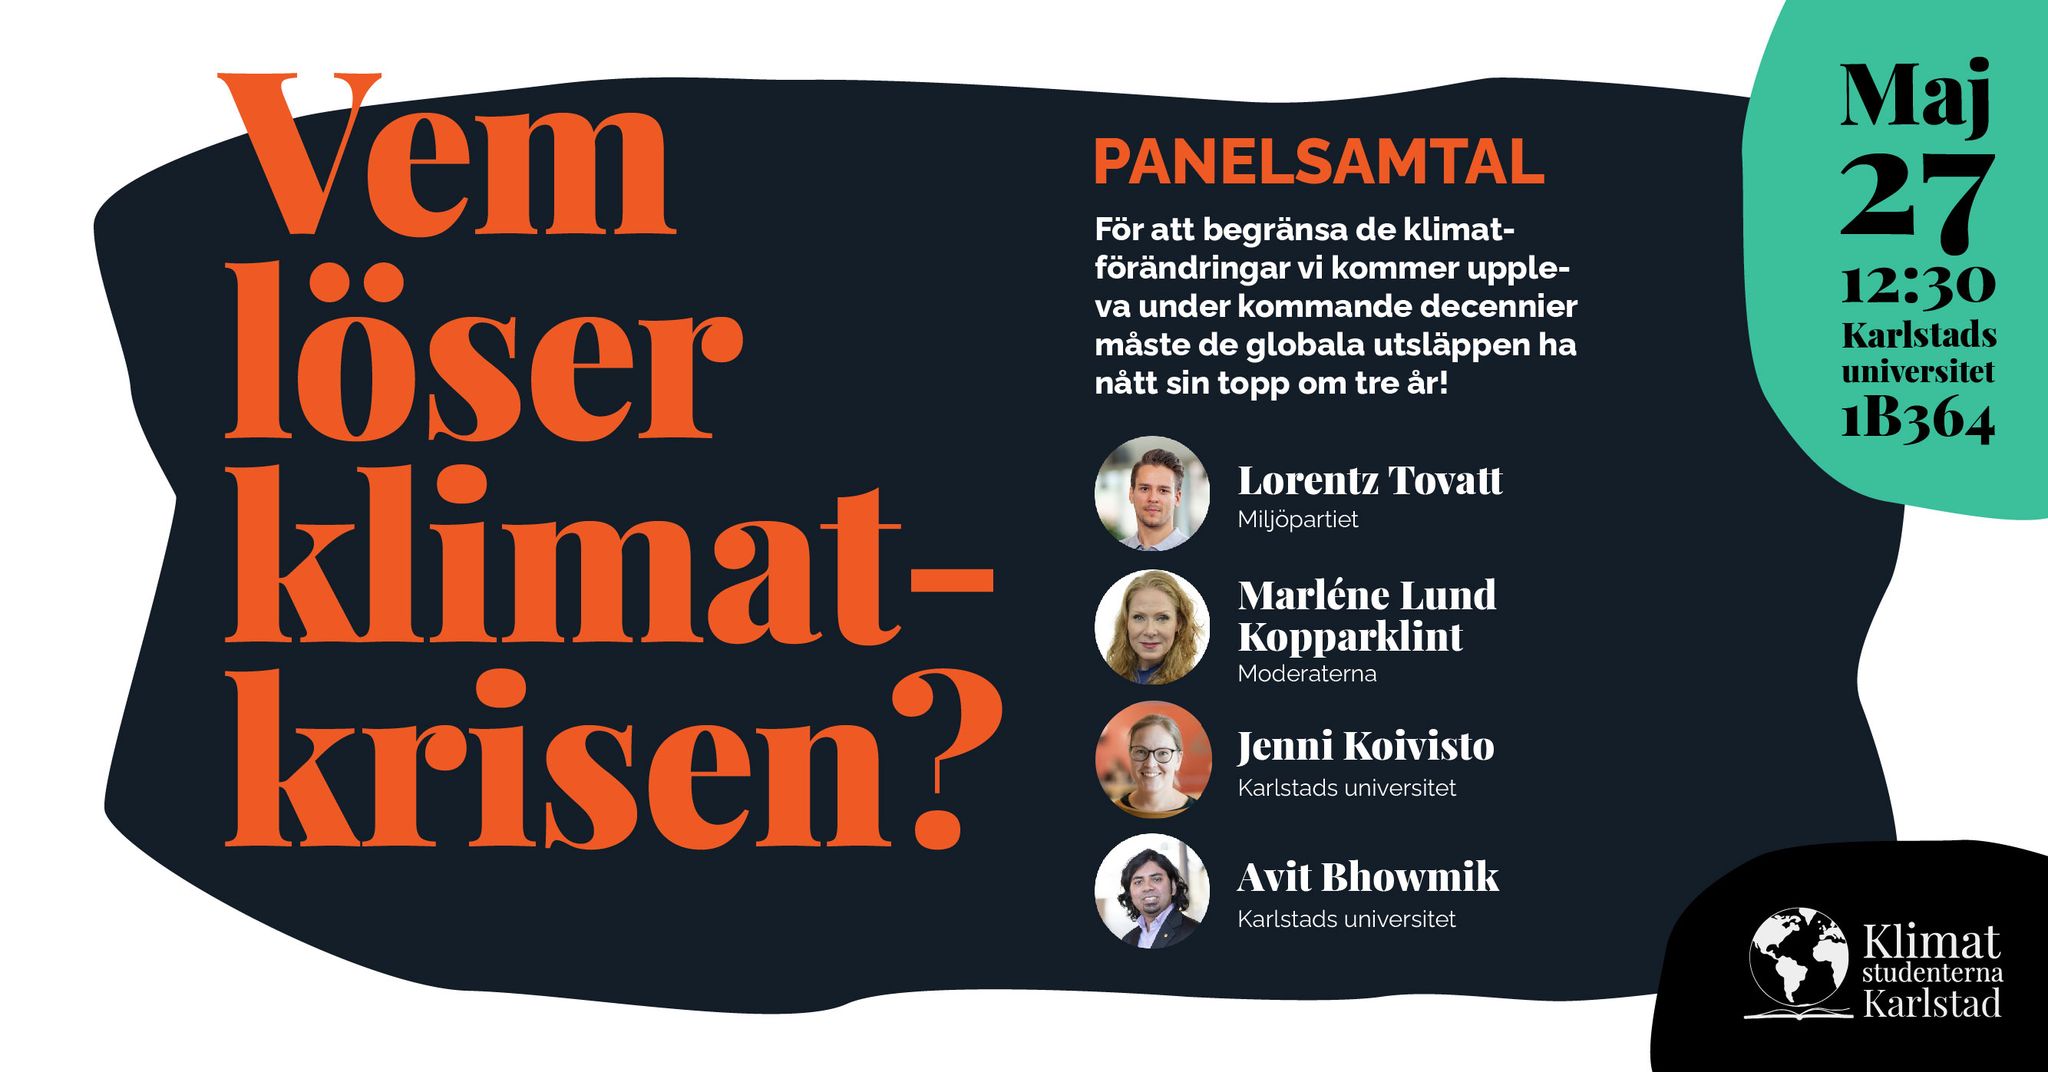 Vem
löser
klimat-
krisen?
PANELSAMTAL
För att begränsa de klimat-
förändringar vi kommer upple-
va under kommande decennier
måste de globala utsläppen ha
nått sin topp om tre år!
Lorentz Tovatt
Miljöpartiet
Marléne Lund
Kopparklint
Moderaterna
Jenni Koivisto
Karlstads universitet
Avit Bhowmik
Karlstads universitet
Maj
27
12:30
Karlstads
universitet
1B364
Klimat
studenterna
Karlstad